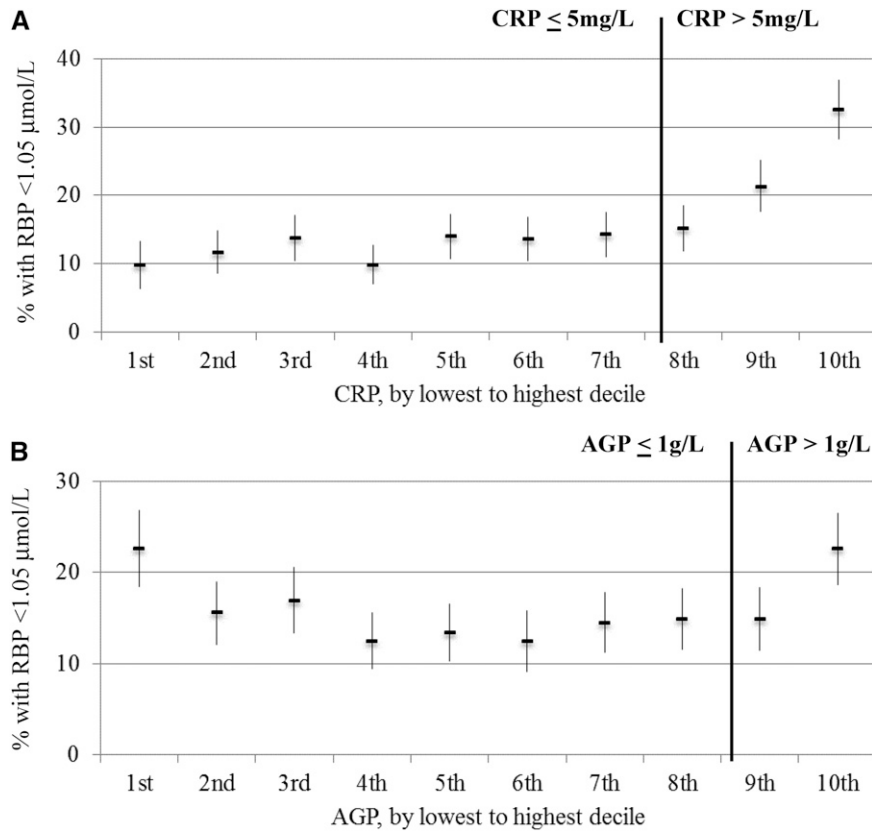 A
CRP ≤ 5mg/L CRP > 5mg/L
% with RBP <1.05 µmol/L
40
30
20
10
0
1st 2nd 3rd 4th 5th 6th 7th 8th 9th 10th
CRP, by lowest to highest decile
B
AGP ≤ 1g/L AGP > 1g/L
% with RBP <1.05 µmol/L
30
20
10
0
1st 2nd 3rd 4th 5th 6th 7th 8th 9th 10th
AGP, by lowest to highest decile